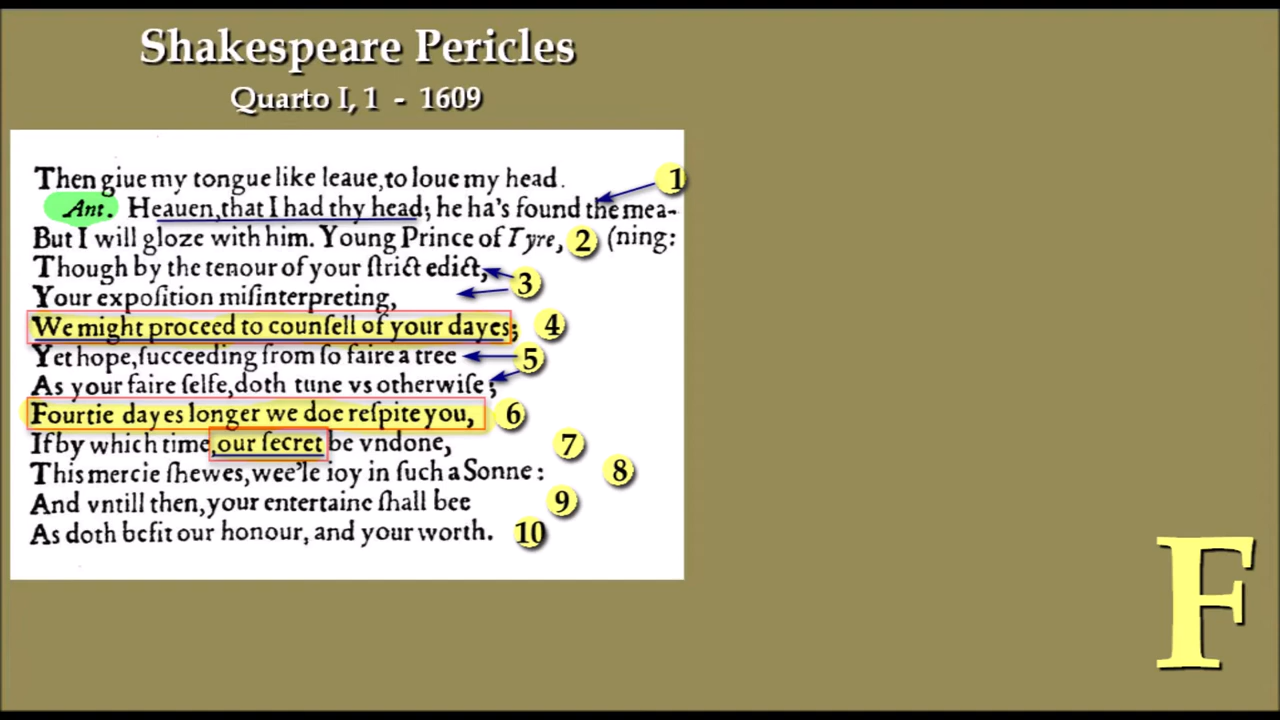 Shakespeare Pericles
Quarto I, 1 - 1609
Then giue my tongue like leaue,to loue my head.
1
Ant. Heauen,that I had thy head; he ha's found the mea-
But I will gloze with him. Young Prince of Tyre, 2 (ning:
Though by the tenour of your ſtrict edict,
3
Your expoſition miſinterpreting,
We might proceed to counſell of your dayes; 4
Yet hope,ſucceeding from ſo faire a tree 5
As your faire ſelfe,doth tune vs otherwiſe;
Fourtie dayes longer we doe reſpite you, 6
If by which time,our ſecret be vndone, 7
This mercie ſhewes,wee'le ioy in ſuch a Sonne: 8
And vntill then,your entertaine ſhall bee 9
As doth befit our honour, and your worth. 10
F